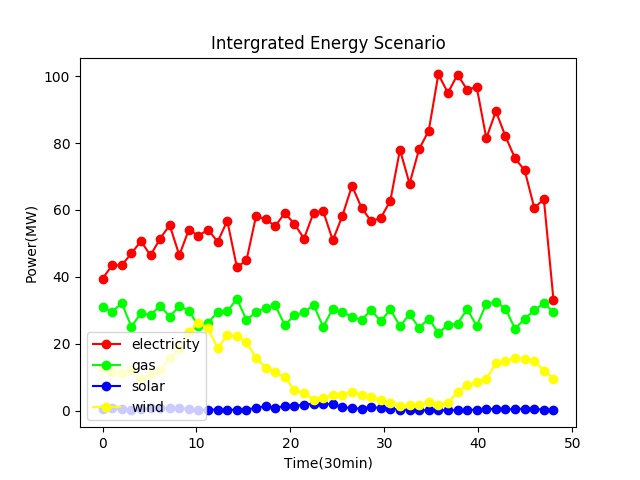 Intergrated Energy Scenario
Power(MW)
100
80
60
40
20
0
electricity
gas
solar
wind
0 10 20 30 40 50
Time(30min)